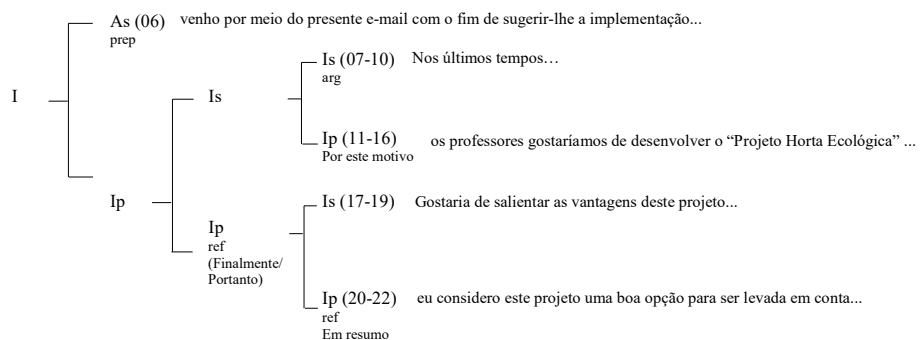 As (06) venho por meio do presente e-mail com o fim de sugerir-lhe a implementação...
prep
Is (07-10) Nos últimos tempos…
arg
I
Is
Ip (11-16) os professores gostaríamos de desenvolver o “Projeto Horta Ecológica” ...
Por este motivo
Ip
Is (17-19) Gostaria de salientar as vantagens deste projeto...
Ip
ref
(Finalmente/
Portanto)
Ip (20-22) eu considero este projeto uma boa opção para ser levada em conta...
ref
Em resumo